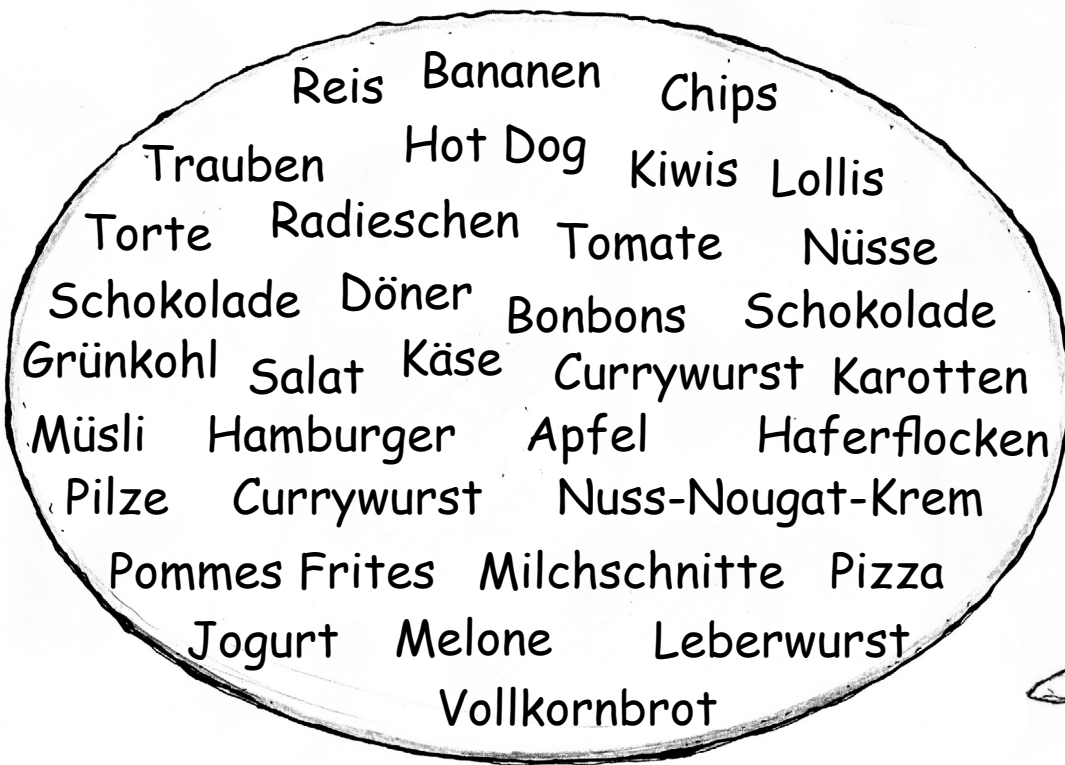 Reis Bananen Chips
Trauben Hot Dog Kiwis Lollis
Torte Radieschen Tomate Nüsse
Schokolade Döner Bonbons Schokolade
Grünkohl Salat Käse Currywurst Karotten
Müsli Hamburger Apfel Haferflocken
Pilze Currywurst Nuss-Nougat-Krem
Pommes Frites Milchschnitte Pizza
Jogurt Melone Leberwurst
Vollkornbrot